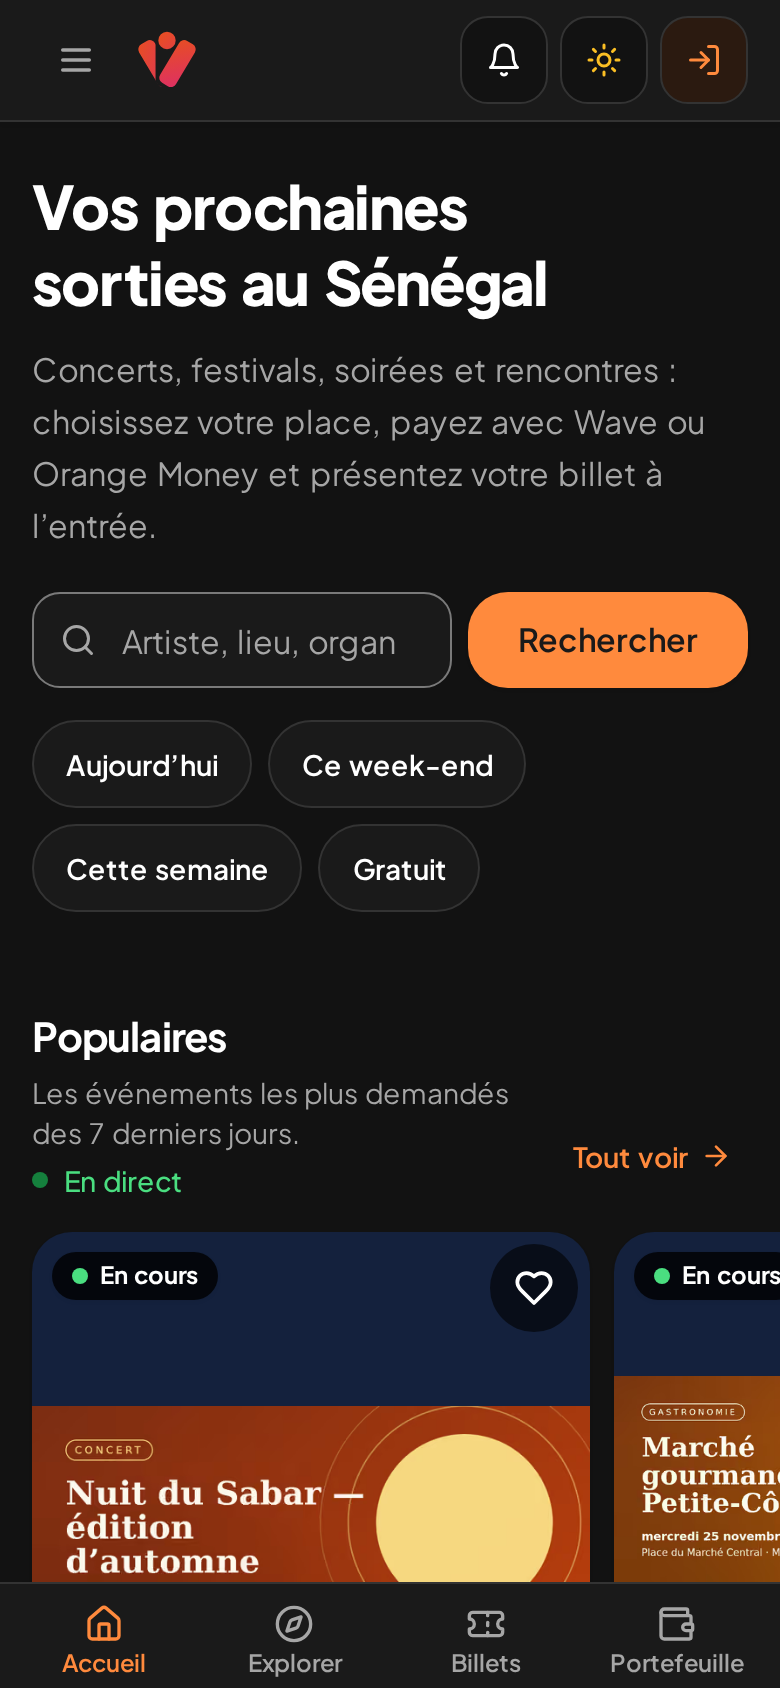 Vos prochaines
sorties au Sénégal
Concerts, festivals, soirées et rencontres :
choisissez votre place, payez avec Wave ou
Orange Money et présentez votre billet à
l’entrée.
Artiste, lieu, organ
Rechercher
Aujourd’hui
Ce week-end
Cette semaine
Gratuit
Populaires
Les événements les plus demandés
des 7 derniers jours.
En direct
Tout voir
En cours
CONCERT
Nuit du Sabar —
édition
d’automne
En cours
GASTRONOMIE
Marché
gourman
Petite-Cô
mercredi 25 novembr
Place du Marché Central · M
Accueil
Explorer
Billets
Portefeuille